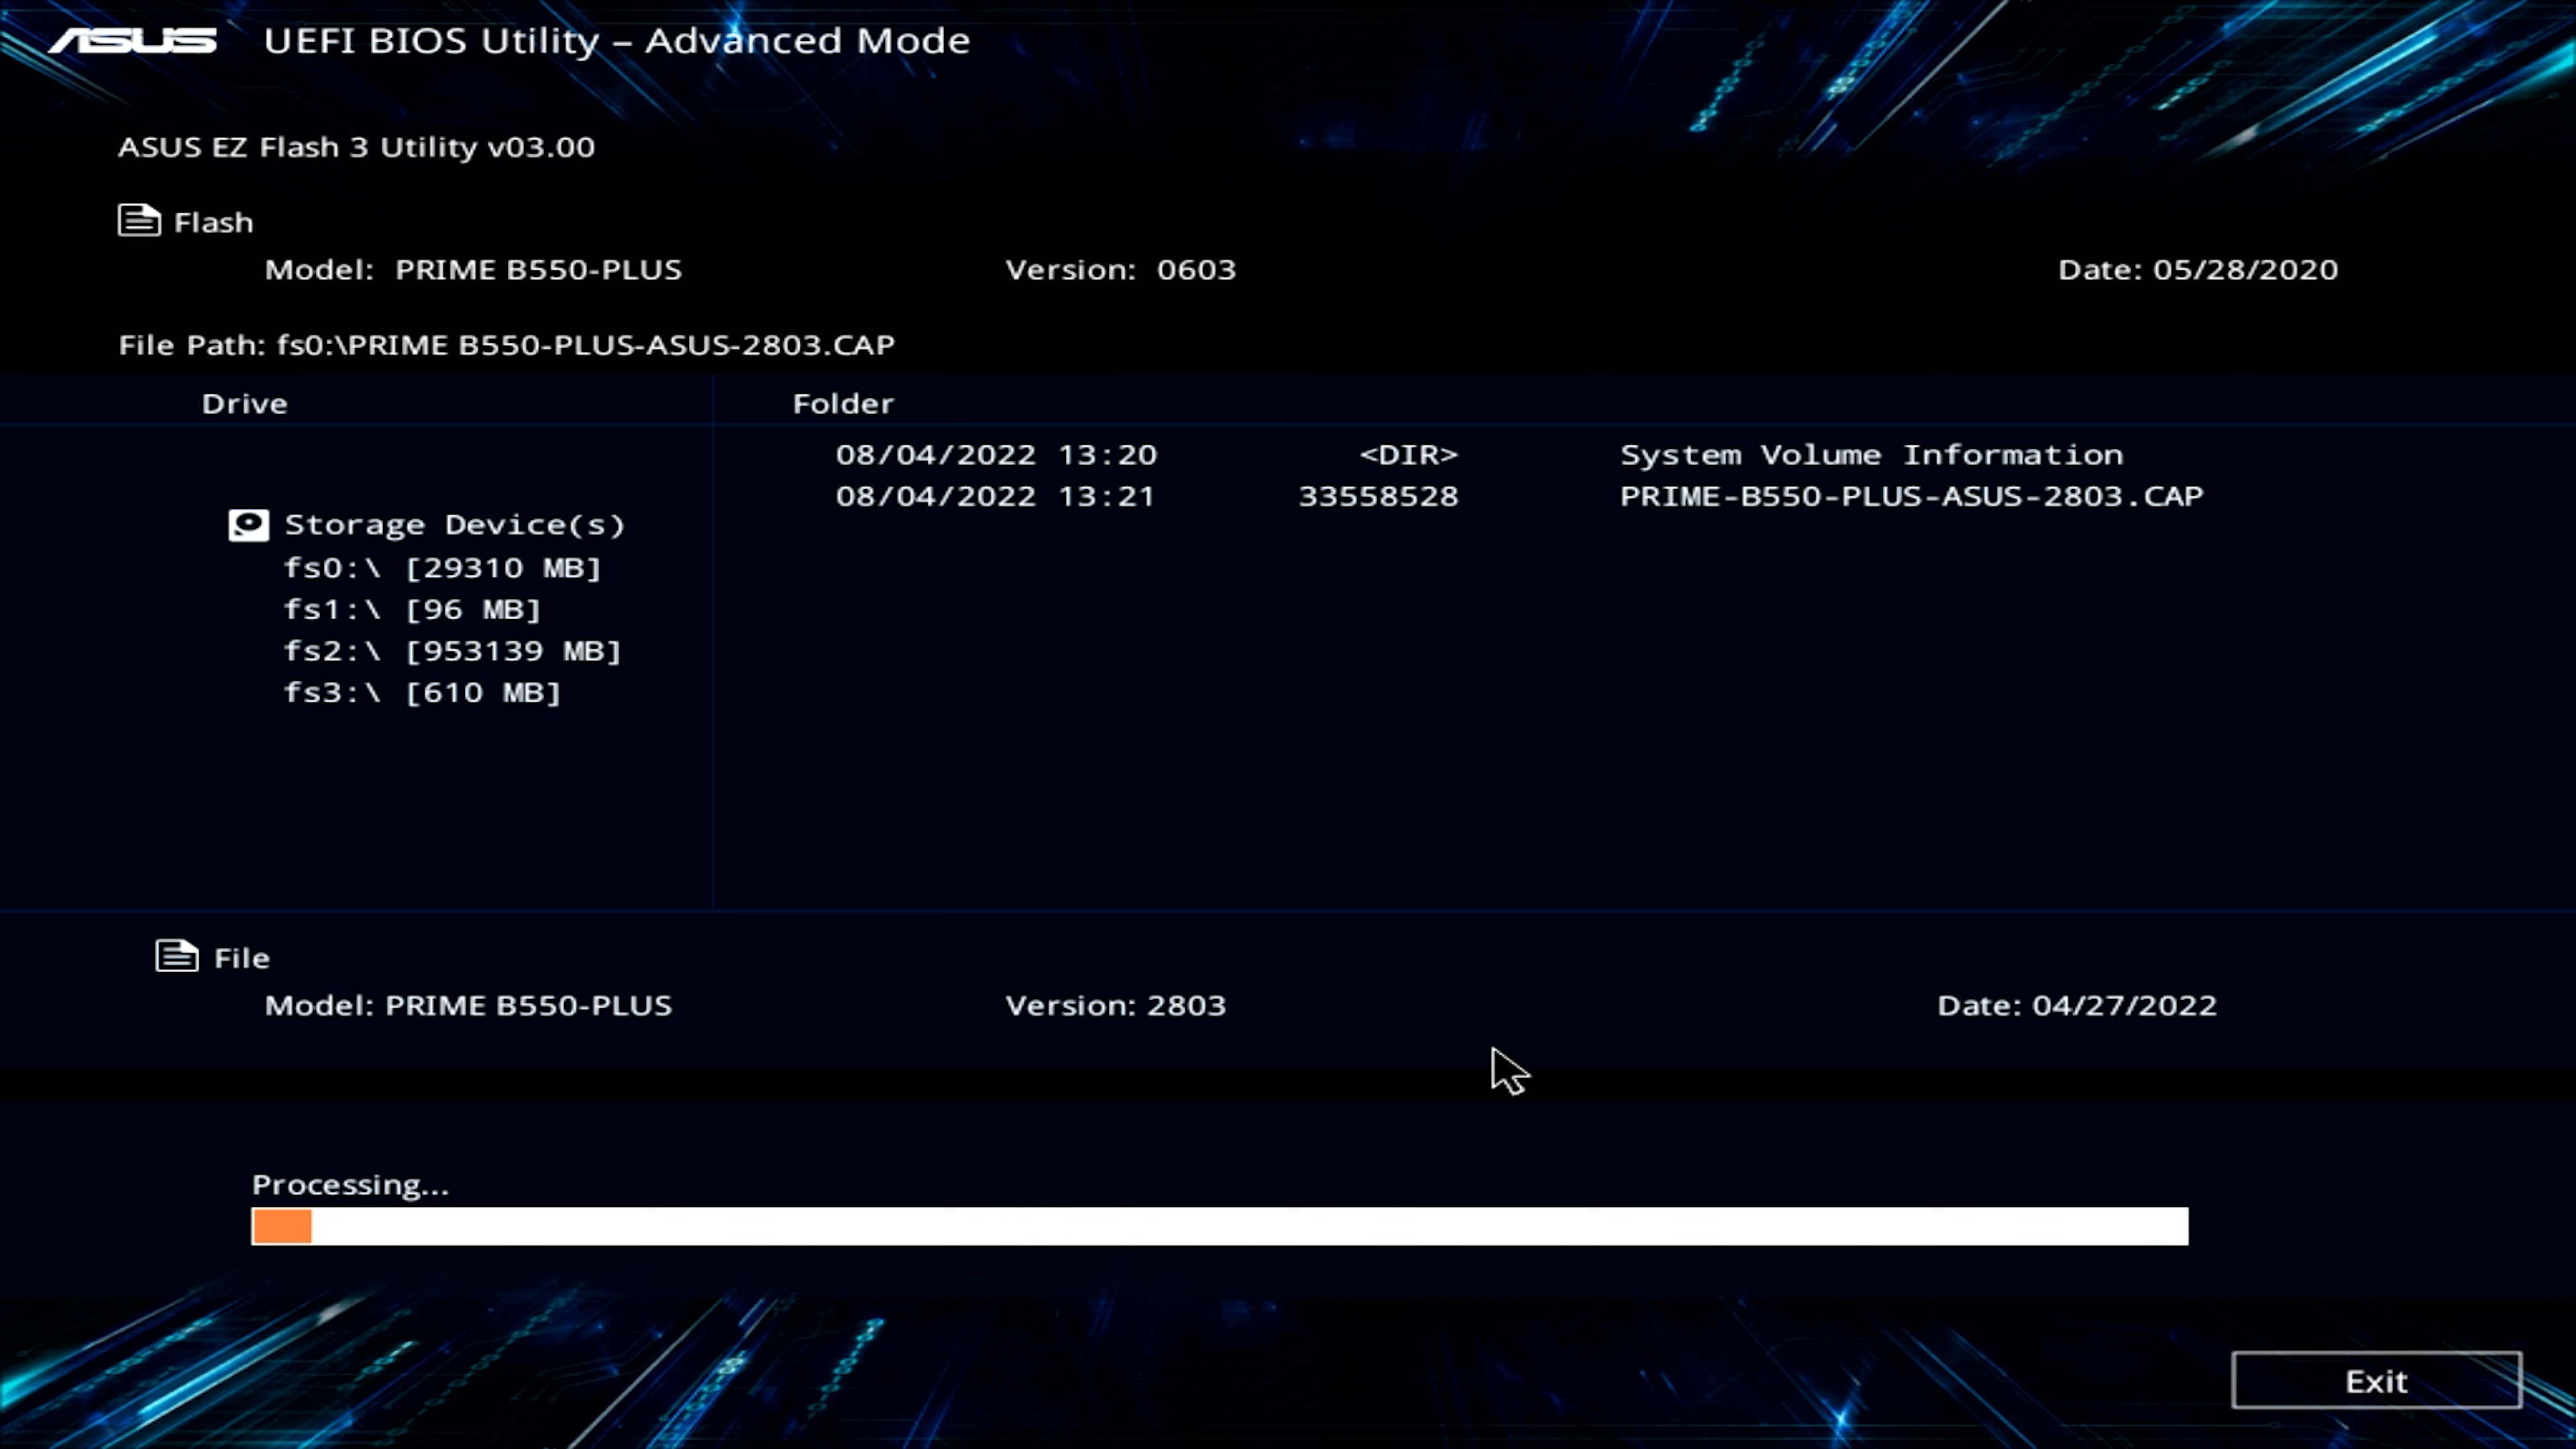 ASUS UEFI BIOS Utility – Advanced Mode
ASUS EZ Flash 3 Utility v03.00
Flash
Model: PRIME B550-PLUS Version: 0603 Date: 05/28/2020
File Path: fs0:\PRIME B550-PLUS-ASUS-2803.CAP
Drive Folder
08/04/2022 13:20 <DIR> System Volume Information
08/04/2022 13:21 33558528 PRIME-B550-PLUS-ASUS-2803.CAP
Storage Device(s)
fs0:\ [29310 MB]
fs1:\ [96 MB]
fs2:\ [953139 MB]
fs3:\ [610 MB]
File
Model: PRIME B550-PLUS Version: 2803 Date: 04/27/2022
Processing...
Exit